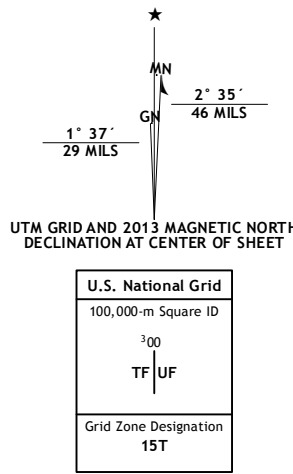 ★
MN
2° 35´
46 MILS
GN
1° 37´
29 MILS
UTM GRID AND 2013 MAGNETIC NORTH
DECLINATION AT CENTER OF SHEET
U.S. National Grid
100,000-m Square ID
³00
TF UF
Grid Zone Designation
15T